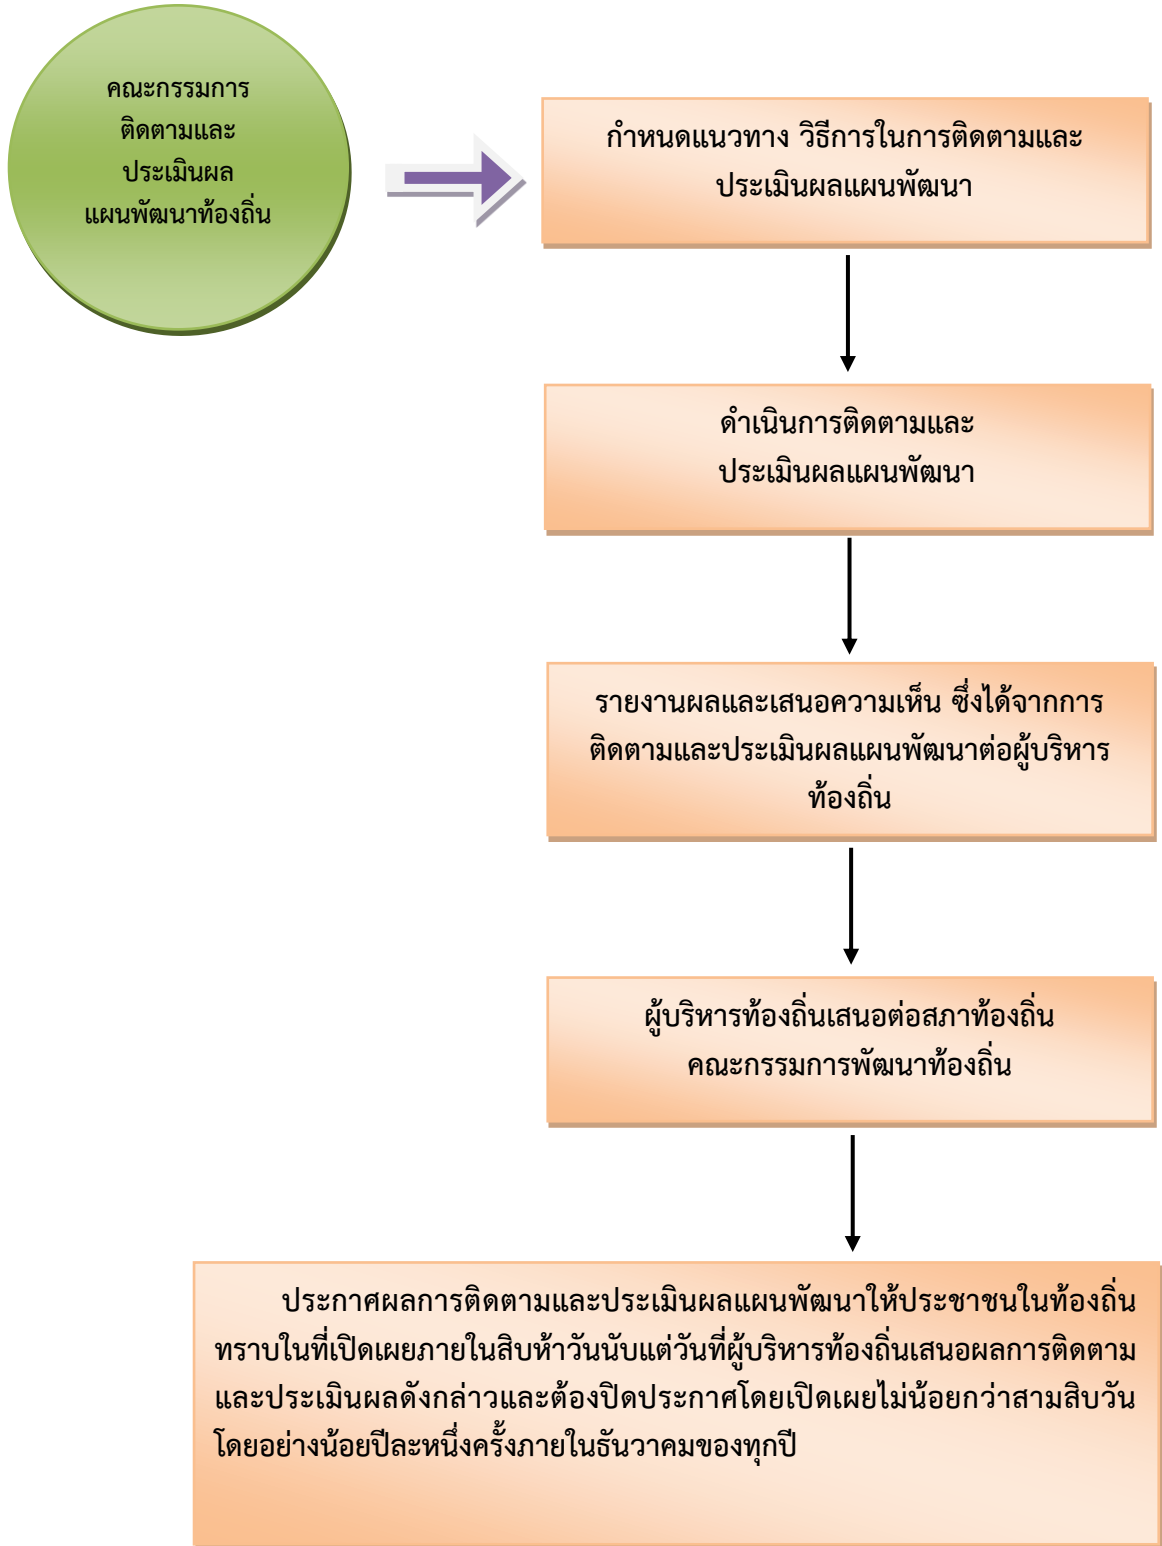 คณะกรรมการ
ติดตามและ
ประเมินผล
แผนพัฒนาท้องถิ่น
กำหนดแนวทาง วิธีการในการติดตามและ
ประเมินผลแผนพัฒนา
ดำเนินการติดตามและ
ประเมินผลแผนพัฒนา
รายงานผลและเสนอความเห็น ซึ่งได้จากการ
ติดตามและประเมินผลแผนพัฒนาต่อผู้บริหาร
ท้องถิ่น
ผู้บริหารท้องถิ่นเสนอต่อสภาท้องถิ่น
คณะกรรมการพัฒนาท้องถิ่น
ประกาศผลการติดตามและประเมินผลแผนพัฒนาให้ประชาชนในท้องถิ่น
ทราบในที่เปิดเผยภายในสิบห้าวันนับแต่วันที่ผู้บริหารท้องถิ่นเสนอผลการติดตาม
และประเมินผลดังกล่าวและต้องปิดประกาศโดยเปิดเผยไม่น้อยกว่าสามสิบวัน
โดยอย่างน้อยปีละหนึ่งครั้งภายในธันวาคมของทุกปี